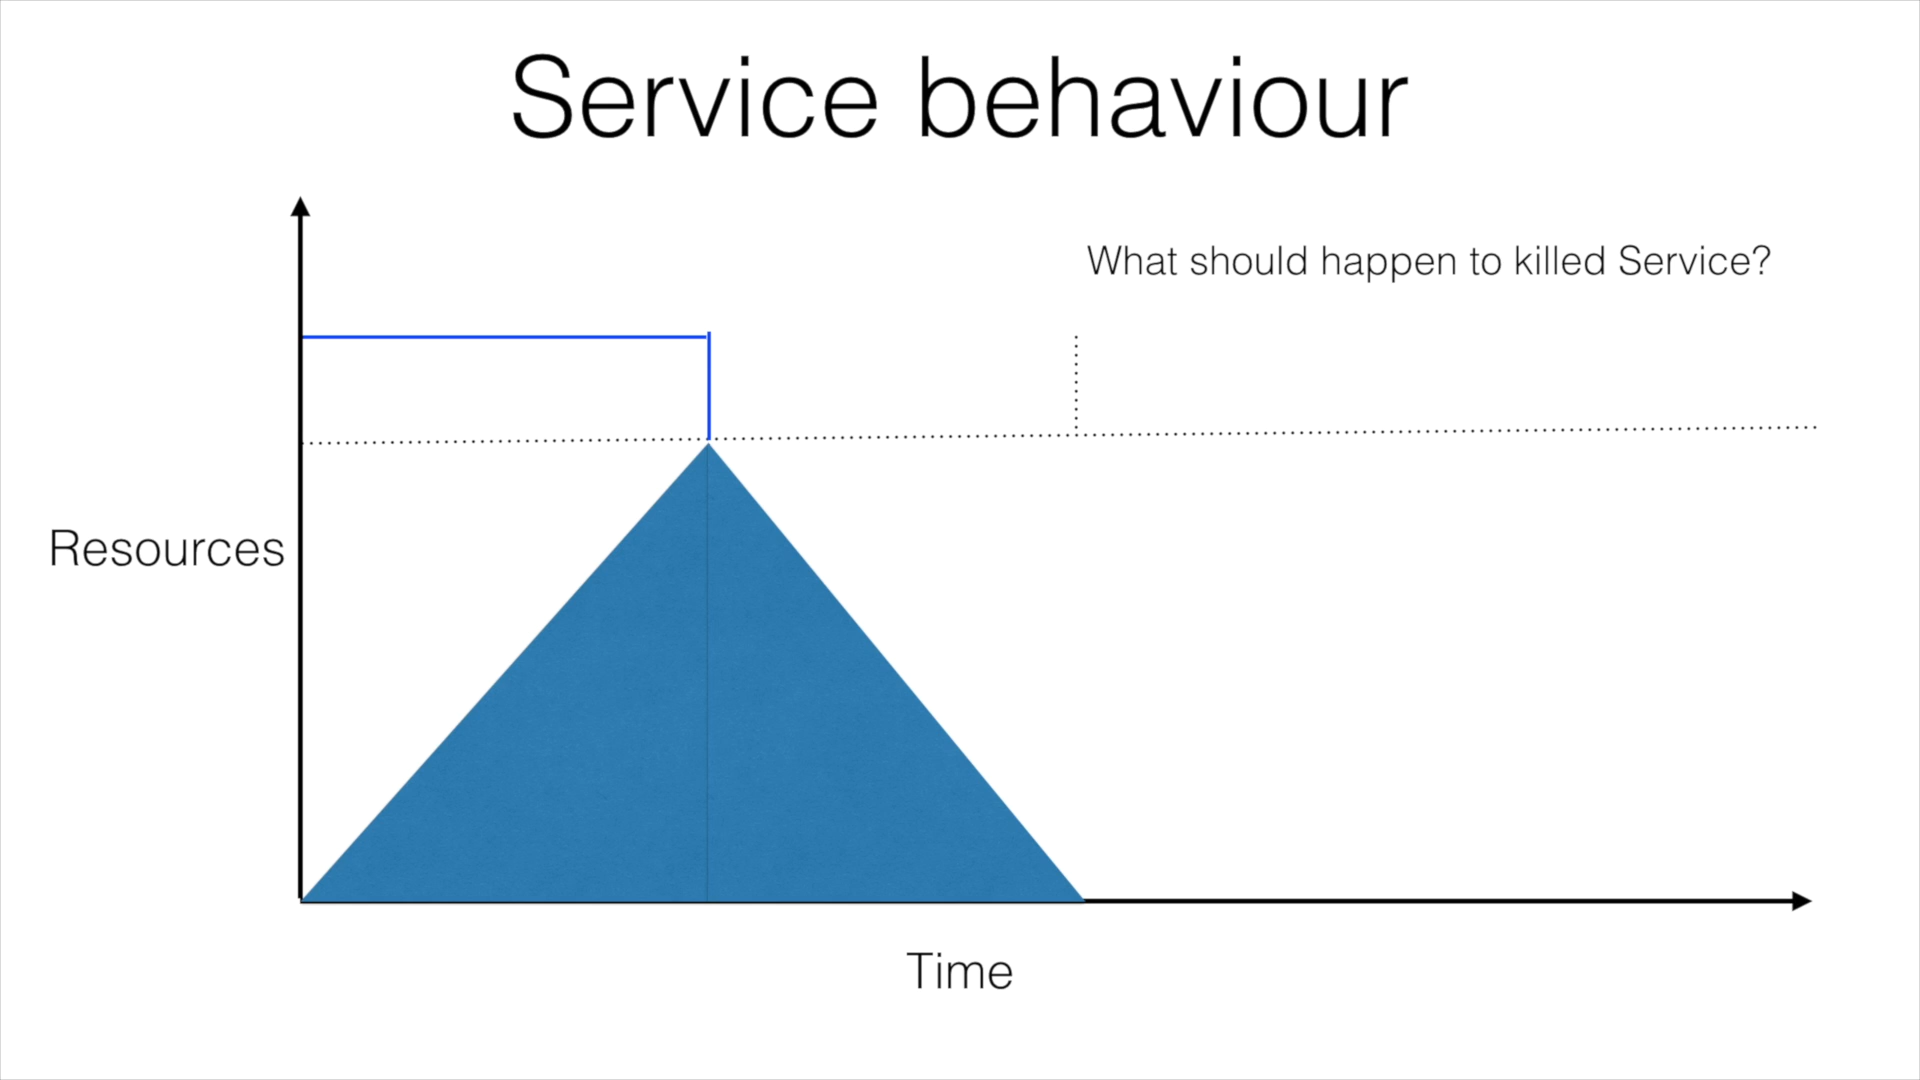 Service behaviour
What should happen to killed Service?
Resources
Time